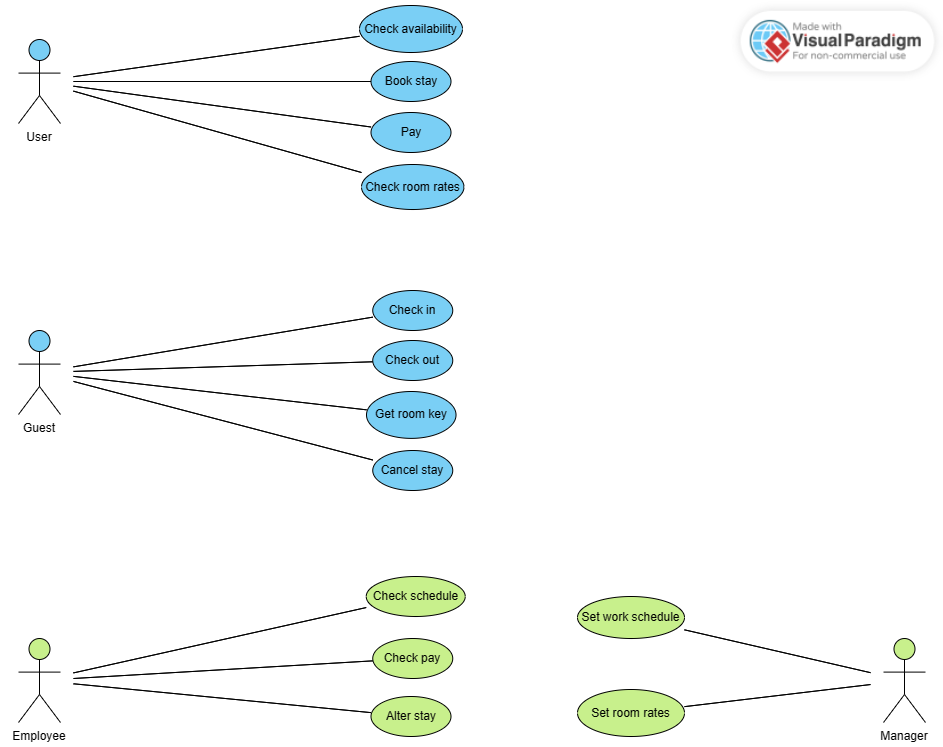 Check availability
Made with
Visual Paradigm
For non-commercial use
Book stay
User
Pay
Check room rates
Check in
Check out
Guest
Get room key
Cancel stay
Check schedule
Set work schedule
Check pay
Alter stay
Set room rates
Employee
Manager